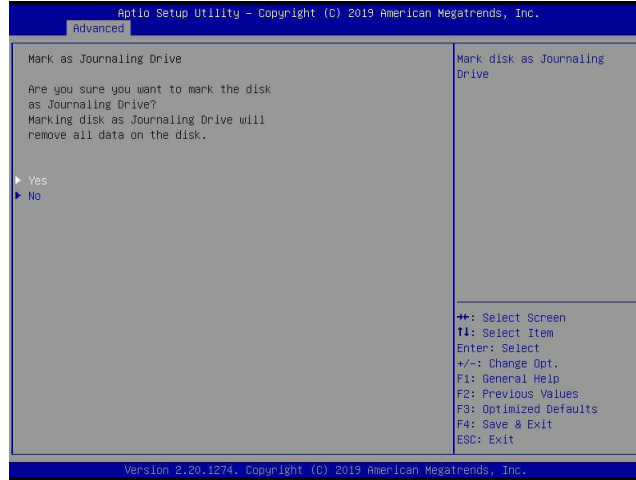 Aptio Setup Utility – Copyright (C) 2019 American Megatrends, Inc.
Advanced
Mark as Journaling Drive
Are you sure you want to mark the disk
as Journaling Drive?
Marking disk as Journaling Drive will
remove all data on the disk.
Yes
No
Mark disk as Journaling
Drive
→←: Select Screen
↑↓: Select Item
Enter: Select
+/-: Change Opt.
F1: General Help
F2: Previous Values
F3: Optimized Defaults
F4: Save & Exit
ESC: Exit
Version 2.20.1274. Copyright (C) 2019 American Megatrends, Inc.